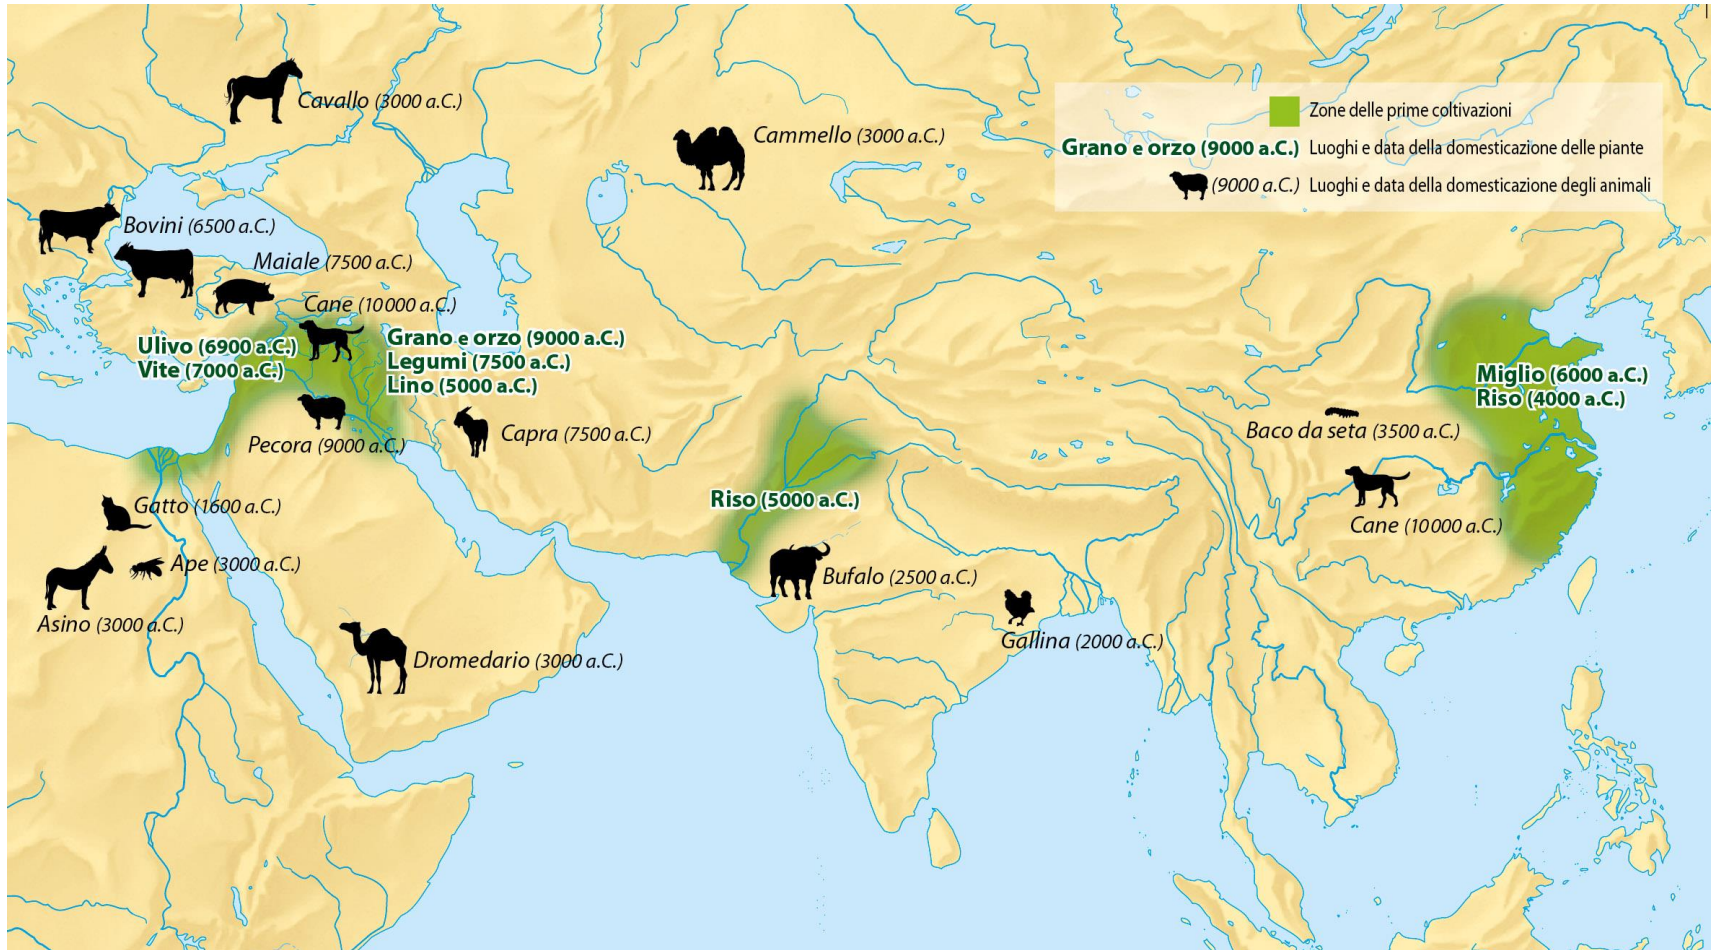 Cavallo (3000 a.C.)
Cammello (3000 a.C.)
Zone delle prime coltivazioni
Grano e orzo (9000 a.C.) Luoghi e data della domesticazione delle piante
(9000 a.C.) Luoghi e data della domesticazione degli animali
Bovini (6500 a.C.)
Maiale (7500 a.C.)
Cane (10000 a.C.)
Ulivo (6900 a.C.)
Vite (7000 a.C.)
Grano e orzo (9000 a.C.)
Legumi (7500 a.C.)
Lino (5000 a.C.)
Pecora (9000 a.C.)
Capra (7500 a.C.)
Miglio (6000 a.C.)
Riso (4000 a.C.)
Baco da seta (3500 a.C.)
Riso (5000 a.C.)
Gatto (1600 a.C.)
Cane (10000 a.C.)
Ape (3000 a.C.)
Asino (3000 a.C.)
Bufalo (2500 a.C.)
Gallina (2000 a.C.)
Dromedario (3000 a.C.)